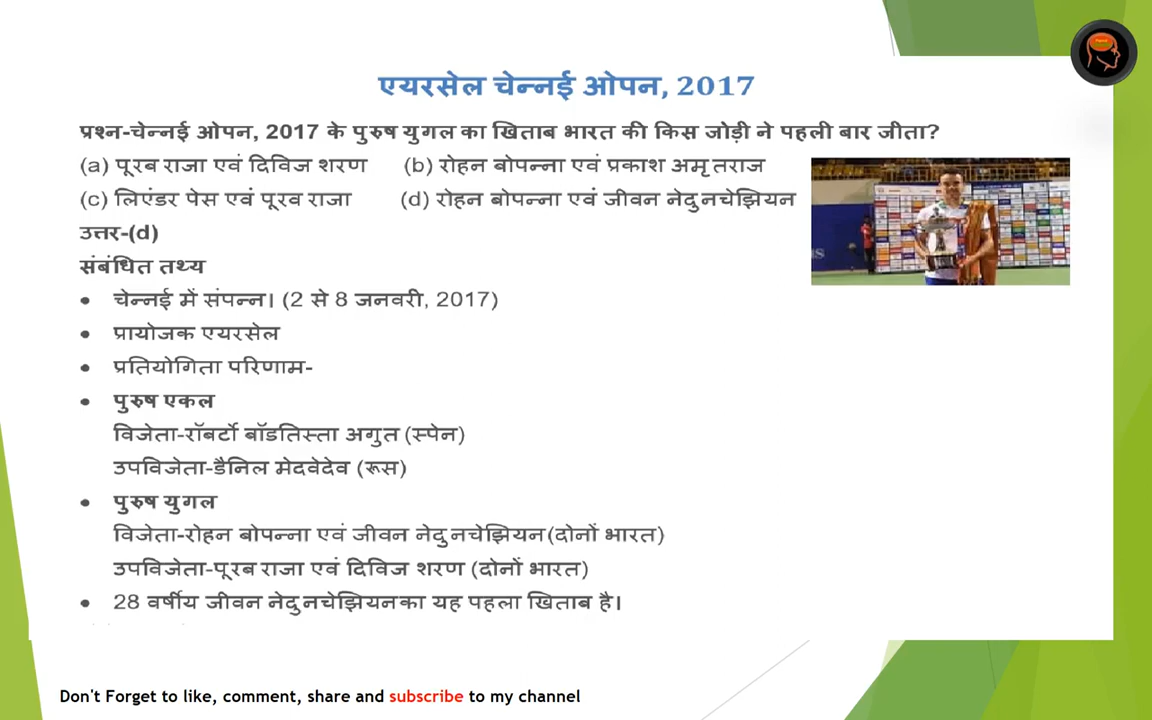 एयरसेल चेन्नई ओपन, 2017
प्रश्न-चेन्नई ओपन, 2017 के पुरुष युगल का खिताब भारत की किस जोड़ी ने पहली बार जीता?
(a) पूरब राजा एवं दिविज शरण (b) रोहन बोपन्ना एवं प्रकाश अमृतराज
(c) लिएंडर पेस एवं पूरव राजा (d) रोहन बोपन्ना एवं जीवन नेदुनचेझियन
उत्तर-(d)
संबंधित तथ्य
• चेन्नई में संपन्न। (2 से 8 जनवरी, 2017)
• प्रायोजक एयरसेल
• प्रतियोगिता परिणाम-
• पुरुष एकल
विजेता-रॉबर्टो बॉडतिस्ता अगुत (स्पेन)
उपविजेता-डैनिल मेदवेदेव (रूस)
• पुरुष युगल
विजेता-रोहन बोपन्ना एवं जीवन नेदुनचेझियन(दोनों भारत)
उपविजेता-पूरब राजा एवं दिविज शरण (दोनों भारत)
• 28 वर्षीय जीवन नेदुनचेझियनका यह पहला खिताब है।
Don't Forget to like, comment, share and subscribe to my channel